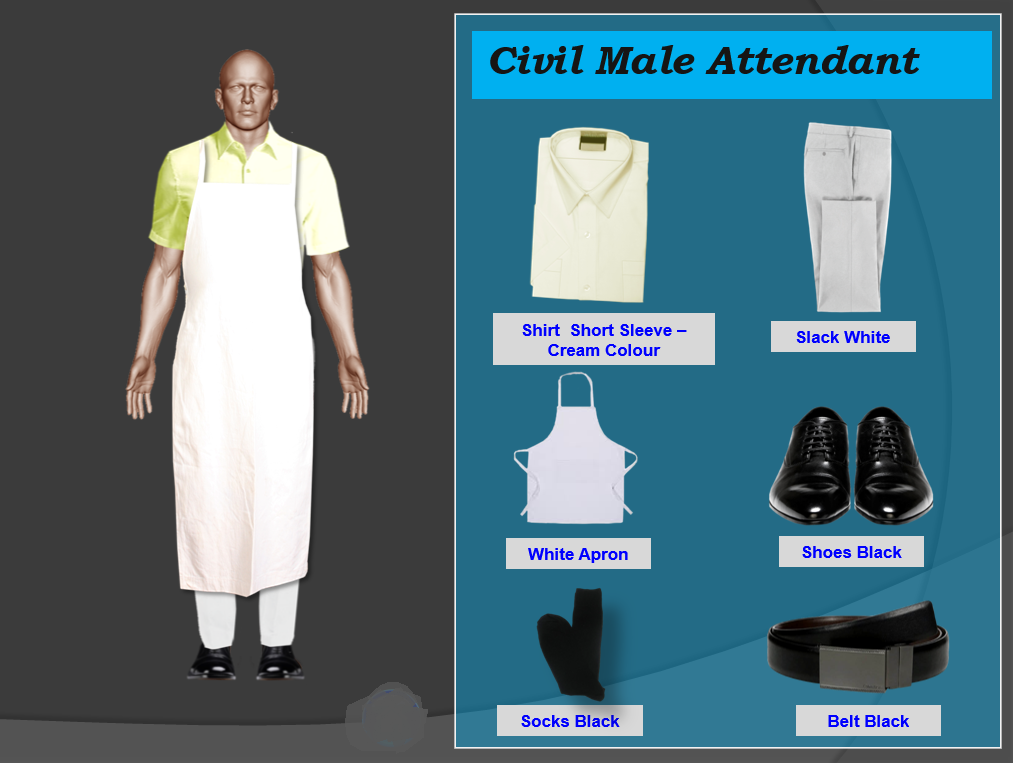 Civil Male Attendant
Shirt  Short Sleeve –
Cream Colour
Slack White
White Apron
Shoes Black
Socks Black
Belt Black